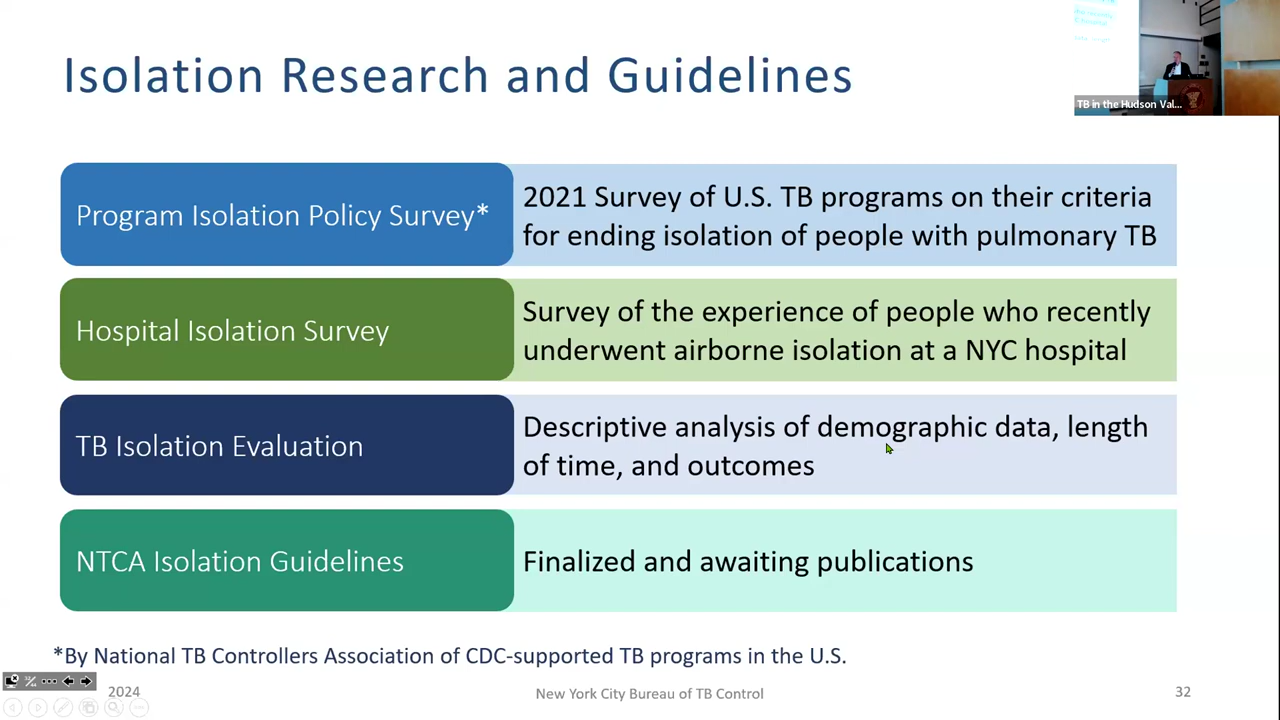 Isolation Research and Guidelines
TB in the Hudson Val...
Program Isolation Policy Survey*
2021 Survey of U.S. TB programs on their criteria
for ending isolation of people with pulmonary TB
Hospital Isolation Survey
Survey of the experience of people who recently
underwent airborne isolation at a NYC hospital
TB Isolation Evaluation
Descriptive analysis of demographic data, length
of time, and outcomes
NTCA Isolation Guidelines
Finalized and awaiting publications
*By National TB Controllers Association of CDC-supported TB programs in the U.S.
2024
New York City Bureau of TB Control
32